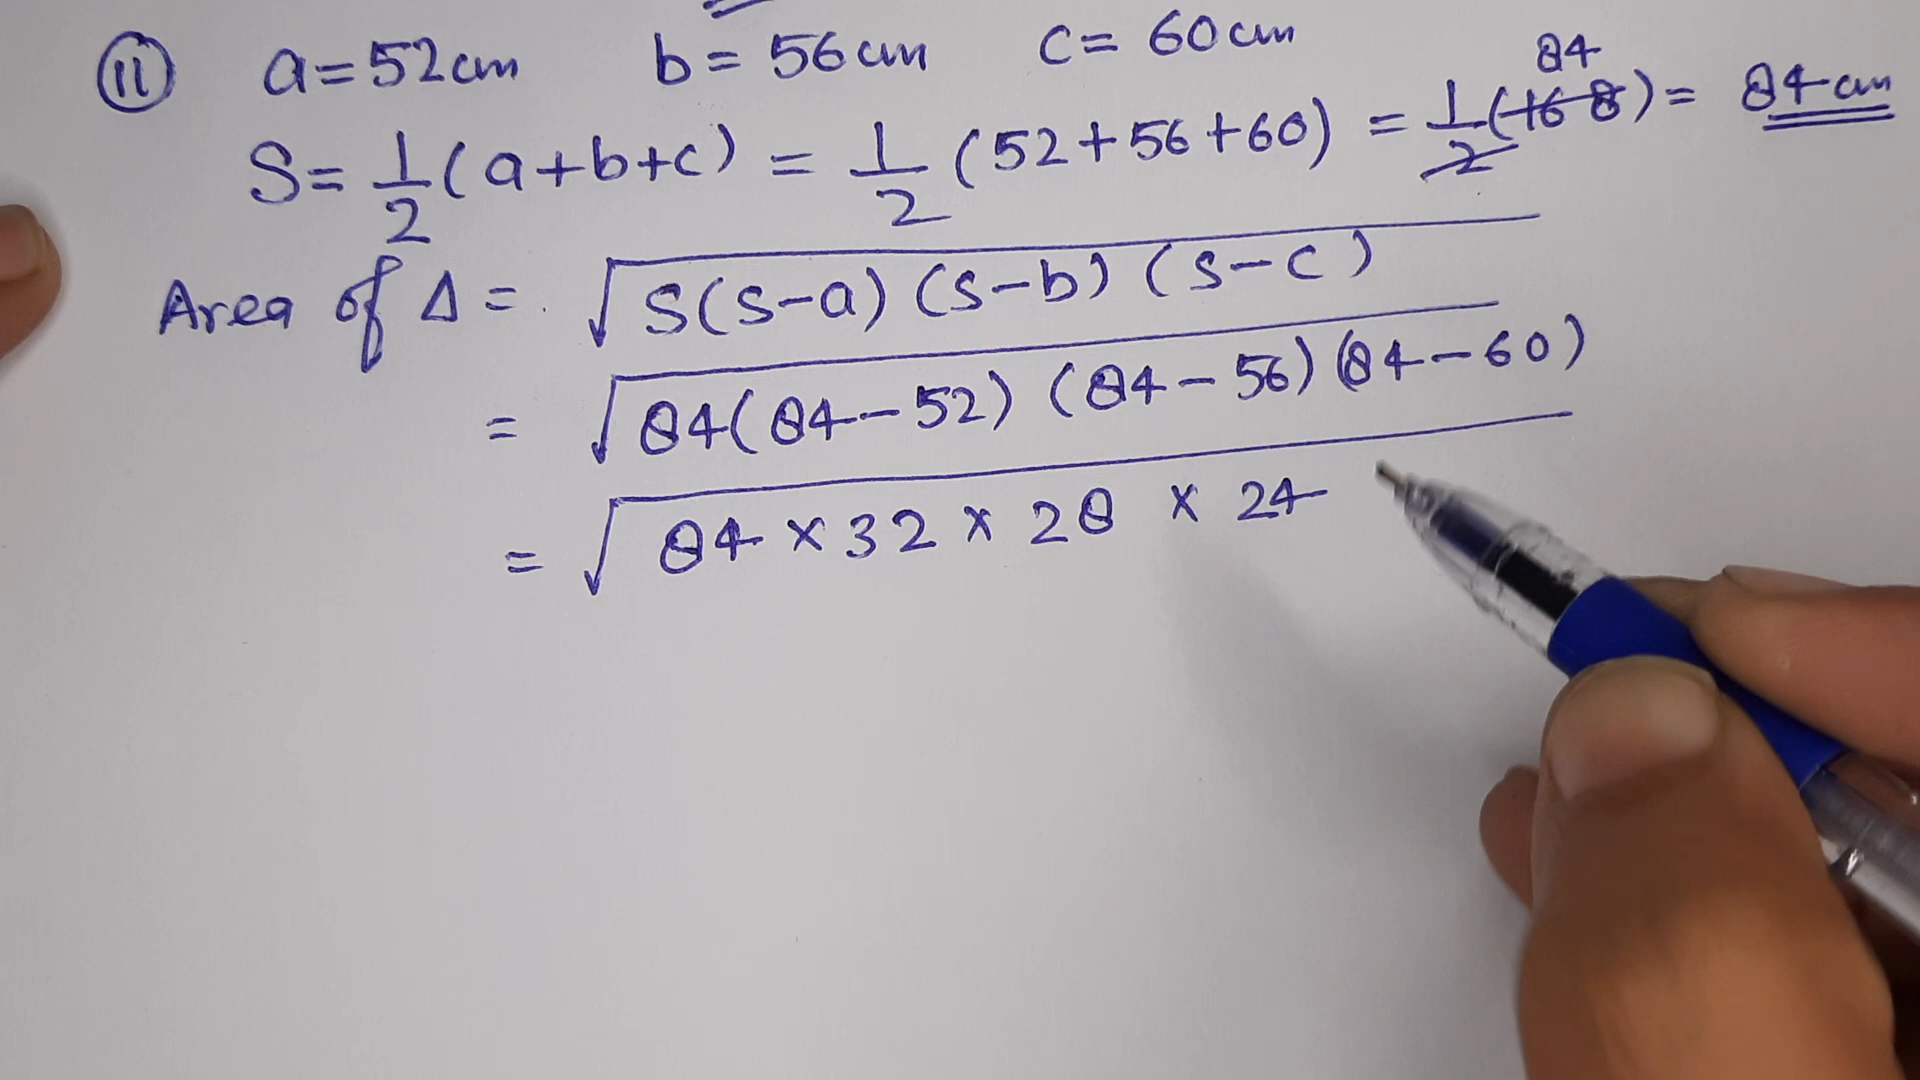 (ii) a=52cm b=56cm c=60cm
S=1/2(a+b+c) = 1/2(52+56+60) = 1/2(168) 84 = 84cm
Area of Δ = √S(S-a)(S-b)(S-c)
= √84(84-52)(84-56)(84-60)
= √84×32×28×24